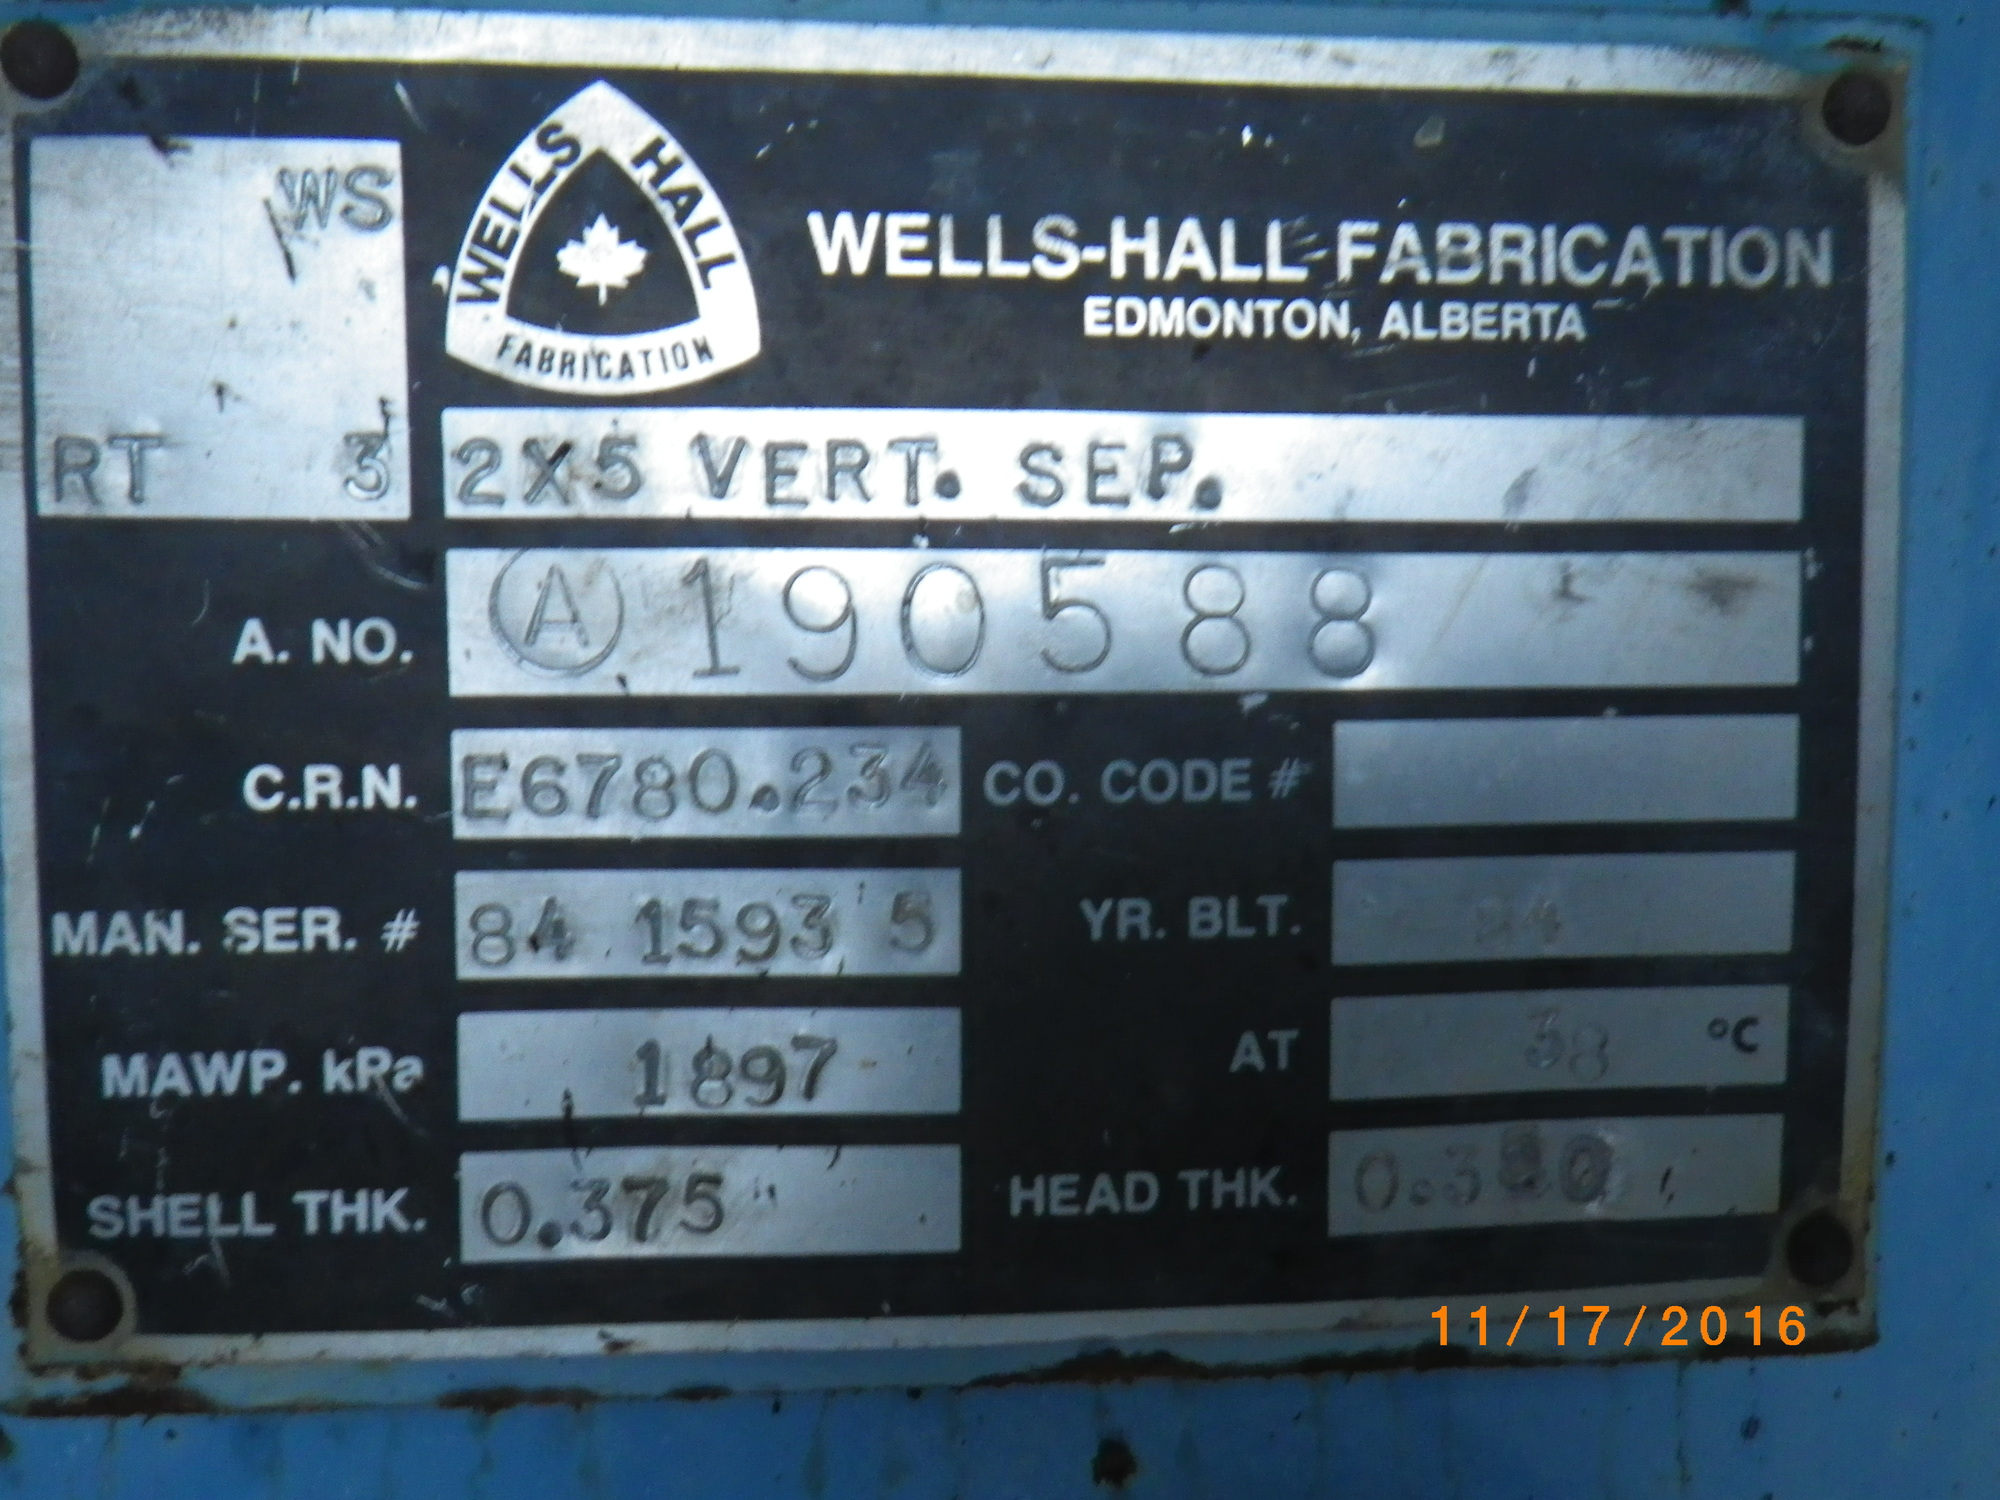 WS
WELLS HALL
FABRICATION
WELLS-HALL FABRICATION
EDMONTON, ALBERTA
RT 3
2X5 VERT. SEP.
A. NO. Ⓐ 190588
C.R.N. E6780.234 CO. CODE #
MAN. SER. # 84 1593 5 YR. BLT. 84
MAWP. kPa 1897 AT 38 °C
SHELL THK. 0.375" HEAD THK.
11/17/2016